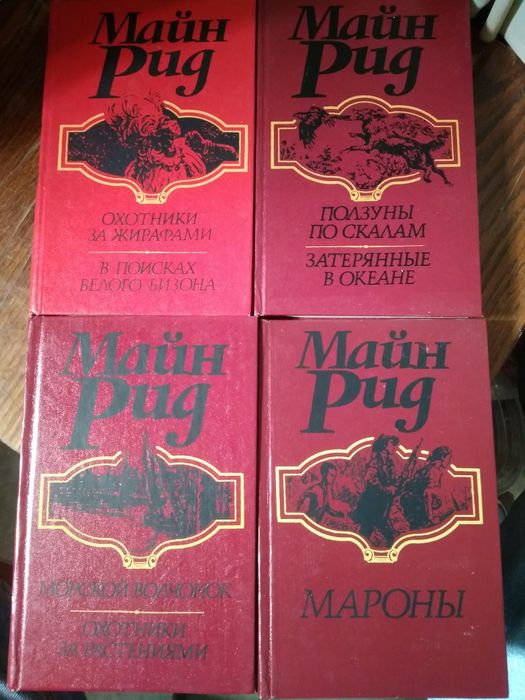 Майн
Рид
ОХОТНИКИ
ЗА ЖИРАФАМИ
В ПОИСКАХ
БЕЛОГО БИЗОНА
Майн
Рид
ПОЛЗУНЫ
ПО СКАЛАМ
ЗАТЕРЯННЫЕ
В ОКЕАНЕ
Майн
Рид
МОРСКОЙ ВОЛЧОНОК
ОХОТНИКИ
ЗА РАСТЕНИЯМИ
Майн
Рид
МАРОНЫ